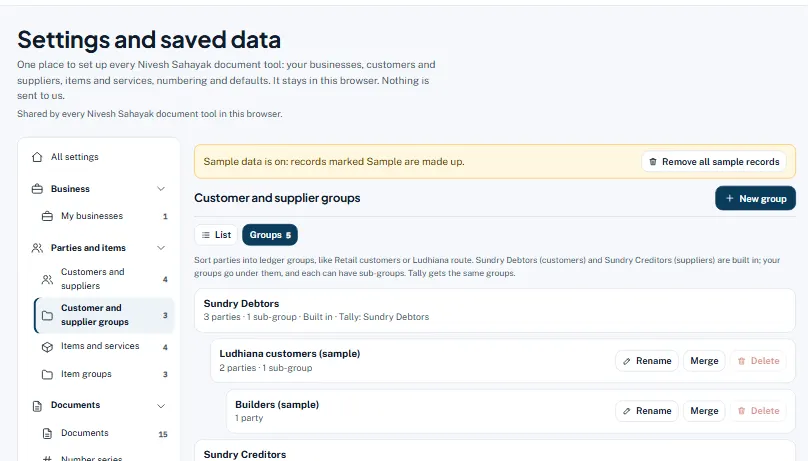 Settings and saved data
One place to set up every Nivesh Sahayak document tool: your businesses, customers and
suppliers, items and services, numbering and defaults. It stays in this browser. Nothing is
sent to us.
Shared by every Nivesh Sahayak document tool in this browser.
All settings
Business
My businesses 1
Parties and items
Customers and
suppliers 4
Customer and
supplier groups 3
Items and services 4
Item groups 3
Documents
Documents 15
Number series
Sample data is on: records marked Sample are made up.
Remove all sample records
Customer and supplier groups
+ New group
List
Groups 5
Sort parties into ledger groups, like Retail customers or Ludhiana route. Sundry Debtors (customers) and Sundry Creditors (suppliers) are built in; your
groups go under them, and each can have sub-groups. Tally gets the same groups.
Sundry Debtors
3 parties · 1 sub-group · Built in · Tally: Sundry Debtors
Ludhiana customers (sample)
2 parties · 1 sub-group
Rename Merge Delete
Builders (sample)
1 party
Rename Merge Delete
Sundry Creditors